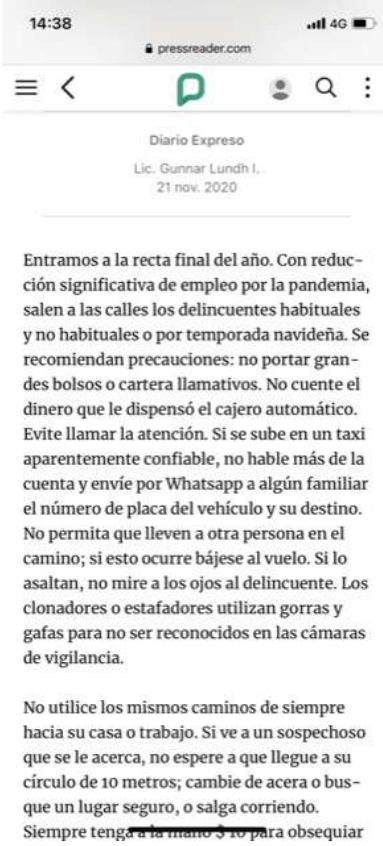 14:38
4G
pressreader.com
Diario Expreso
Lic. Gunnar Lundh I.
21 nov. 2020
Entramos a la recta final del año. Con reduc-
ción significativa de empleo por la pandemia,
salen a las calles los delincuentes habituales
y no habituales o por temporada navideña. Se
recomiendan precauciones: no portar gran-
des bolsos o cartera llamativos. No cuente el
dinero que le dispensó el cajero automático.
Evite llamar la atención. Si se sube en un taxi
aparentemente confiable, no hable más de la
cuenta y envíe por Whatsapp a algún familiar
el número de placa del vehículo y su destino.
No permita que lleven a otra persona en el
camino; si esto ocurre bájese al vuelo. Si lo
asaltan, no mire a los ojos al delincuente. Los
clonadores o estafadores utilizan gorras y
gafas para no ser reconocidos en las cámaras
de vigilancia.
No utilice los mismos caminos de siempre
hacia su casa o trabajo. Si ve a un sospechoso
que se le acerca, no espere a que llegue a su
círculo de 10 metros; cambie de acera o bus-
que un lugar seguro, o salga corriendo.
Siempre tenga a la mano $ 10 para obsequiar